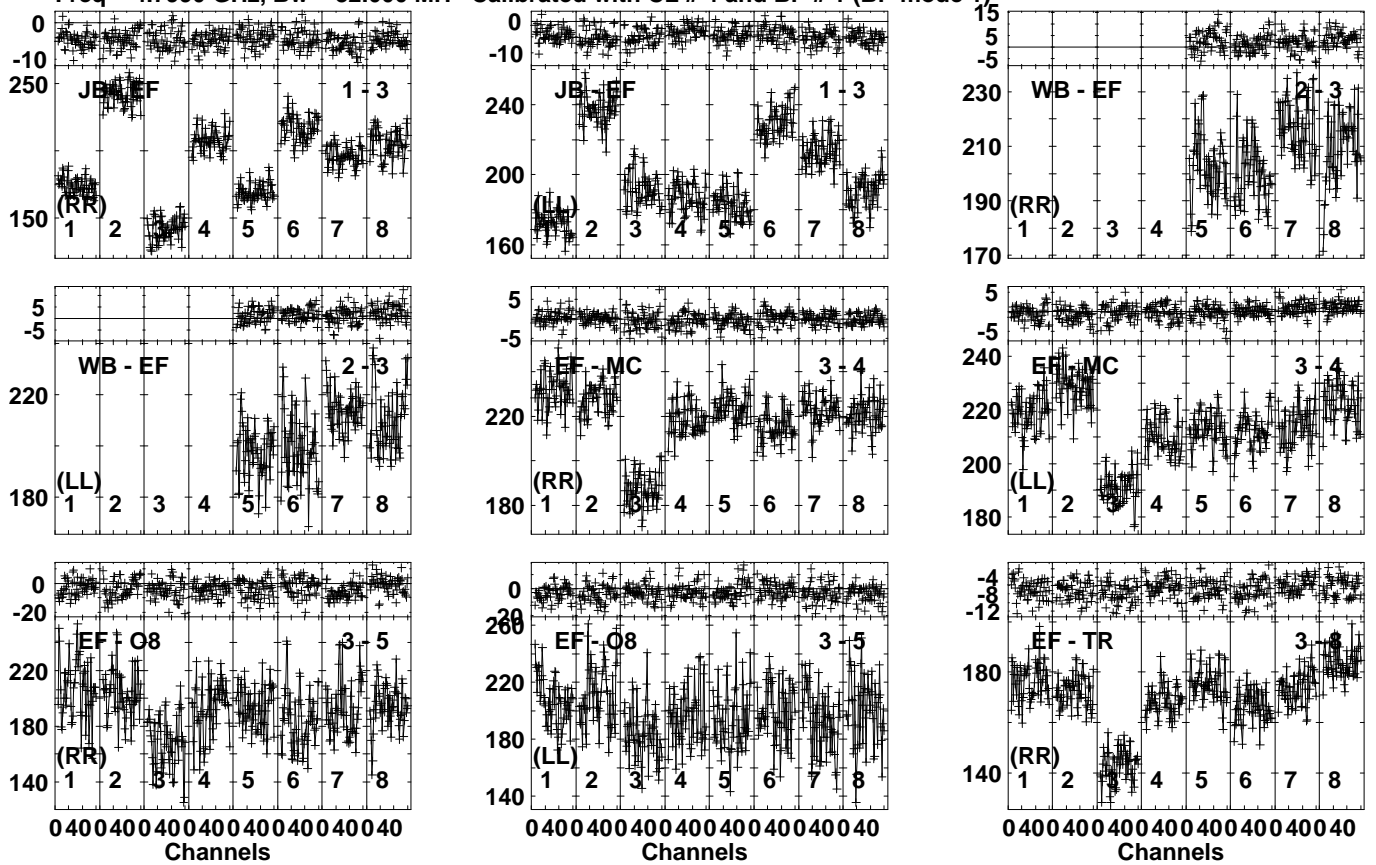 0
-10
250
150
JB - EF 1 - 3
(RR)
1 2 3 4 5 6 7 8
0
-10
240
200
160
JB - EF 1 - 3
(LL)
1 2 3 4 5 6 7 8
15
5
-5
230
210
190
170
WB - EF 2 - 3
(RR)
1 2 3 4 5 6 7 8
5
-5
220
180
WB - EF 2 - 3
(LL)
1 2 3 4 5 6 7 8
5
-5
220
180
EF - MC 3 - 4
(RR)
1 2 3 4 5 6 7 8
5
-5
240
220
200
180
EF - MC 3 - 4
(LL)
1 2 3 4 5 6 7 8
0
-20
220
180
140
EF - O8 3 - 5
(RR)
1 2 3 4 5 6 7 8
0 40 0 40 0 40 0 40 0 40 0 40 0 40 0 40
Channels
0
-20
260
220
180
140
EF - O8 3 - 5
(LL)
1 2 3 4 5 6 7 8
0 40 0 40 0 40 0 40 0 40 0 40 0 40 0 40
Channels
-4
-8
-12
180
140
EF - TR 3 - 8
(RR)
1 2 3 4 5 6 7 8
0 40 0 40 0 40 0 40 0 40 0 40 0 40 0 40
Channels